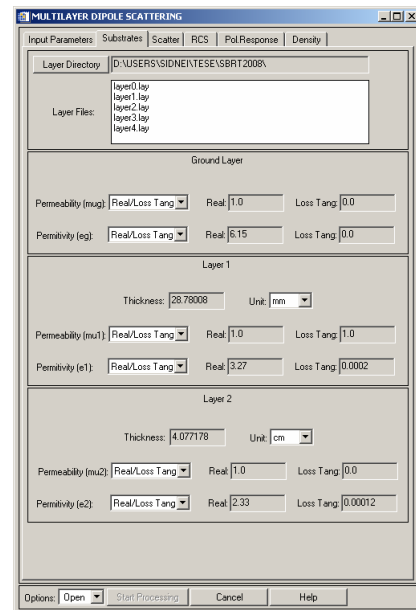 MULTILAYER DIPOLE SCATTERING
Input Parameters Substrates Scatter RCS Pol.Response Density
Layer Directory D:\USERS\SIDNEI\TESE\SBRT2008\
Layer Files:
layer0.lay
layer1.lay
layer2.lay
layer3.lay
layer4.lay
Ground Layer
Permeability (mug): Real/Loss Tang Real: 1.0 Loss Tang: 0.0
Permitivity (eg): Real/Loss Tang Real: 6.15 Loss Tang: 0.0
Layer 1
Thickness: 28.78008 Unit: mm
Permeability (mu1): Real/Loss Tang Real: 1.0 Loss Tang: 1.0
Permitivity (e1): Real/Loss Tang Real: 3.27 Loss Tang: 0.0002
Layer 2
Thickness: 4.077178 Unit: cm
Permeability (mu2): Real/Loss Tang Real: 1.0 Loss Tang: 0.0
Permitivity (e2): Real/Loss Tang Real: 2.33 Loss Tang: 0.00012
Options: Open Start Processing Cancel Help